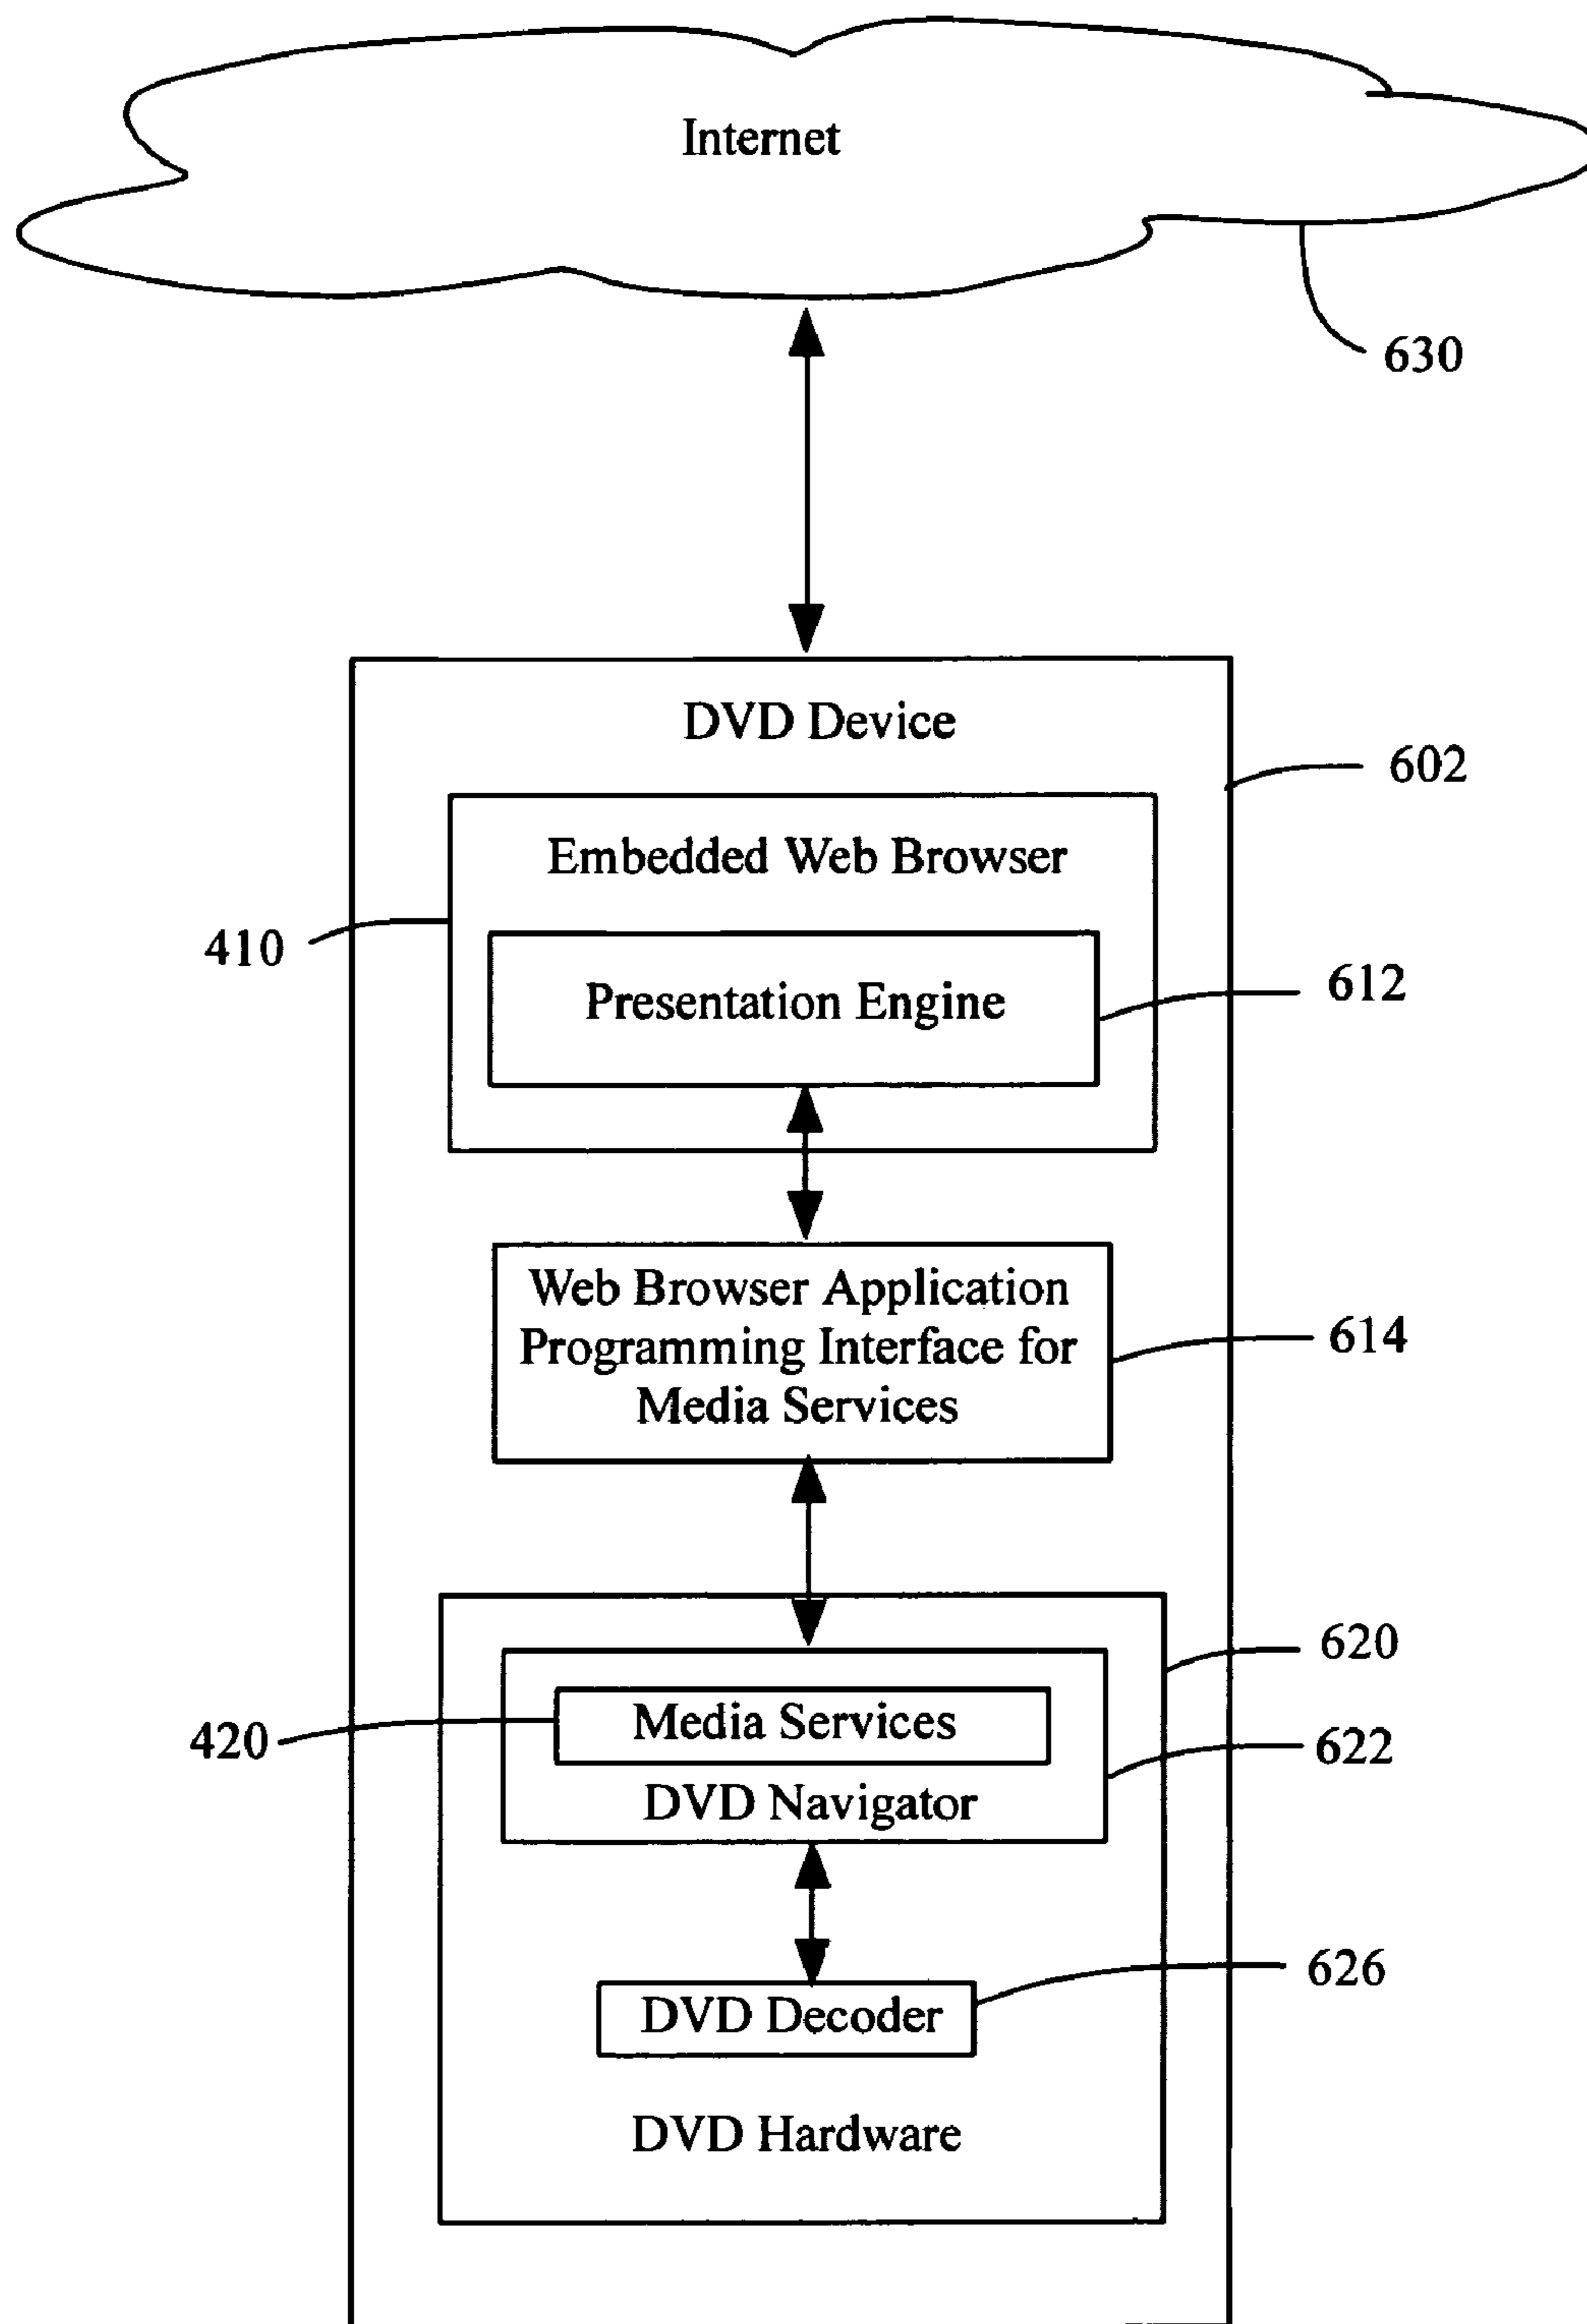 Internet
630
DVD Device
602
Embedded Web Browser
410
Presentation Engine
612
Web Browser Application
Programming Interface for
Media Services
614
620
Media Services
420
622
DVD Navigator
626
DVD Decoder
DVD Hardware